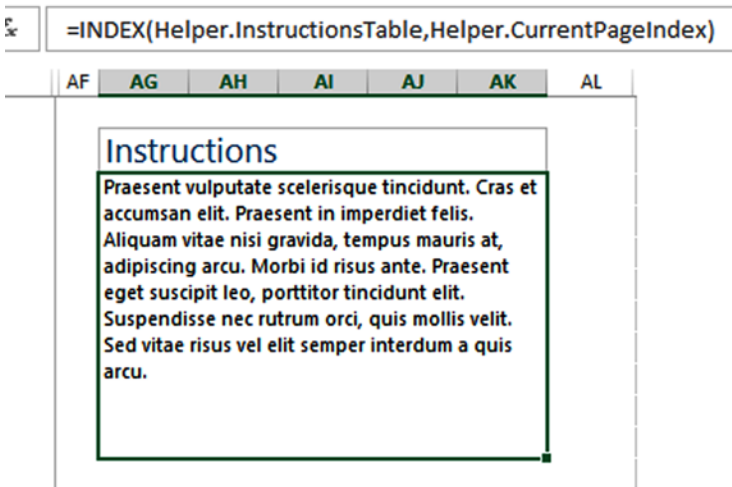 =INDEX(Helper.InstructionsTable,Helper.CurrentPageIndex)
AF AG AH AI AJ AK AL
Instructions
Praesent vulputate scelerisque tincidunt. Cras et
accumsan elit. Praesent in imperdiet felis.
Aliquam vitae nisi gravida, tempus mauris at,
adipiscing arcu. Morbi id risus ante. Praesent
eget suscipit leo, porttitor tincidunt elit.
Suspendisse nec rutrum orci, quis mollis velit.
Sed vitae risus vel elit semper interdum a quis
arcu.